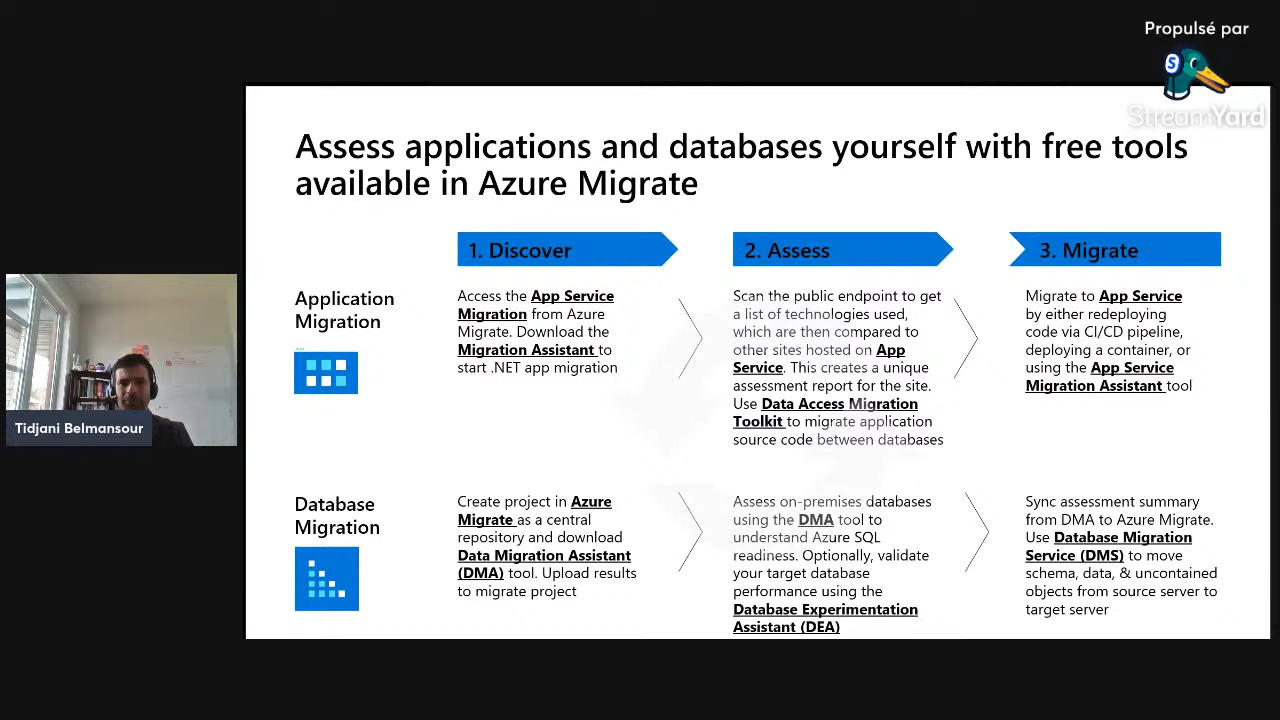 Propulsé par
StreamYard
Assess applications and databases yourself with free tools
available in Azure Migrate
1. Discover
2. Assess
3. Migrate
Application
Migration
Access the App Service
Migration from Azure
Migrate. Download the
Migration Assistant to
start .NET app migration
Scan the public endpoint to get
a list of technologies used,
which are then compared to
other sites hosted on App
Service. This creates a unique
assessment report for the site.
Use Data Access Migration
Toolkit to migrate application
source code between databases
Migrate to App Service
by either redeploying
code via CI/CD pipeline,
deploying a container, or
using the App Service
Migration Assistant tool
Tidjani Belmansour
Database
Migration
Create project in Azure
Migrate as a central
repository and download
Data Migration Assistant
(DMA) tool. Upload results
to migrate project
Assess on-premises databases
using the DMA tool to
understand Azure SQL
readiness. Optionally, validate
your target database
performance using the
Database Experimentation
Assistant (DEA)
Sync assessment summary
from DMA to Azure Migrate.
Use Database Migration
Service (DMS) to move
schema, data, & uncontained
objects from source server to
target server